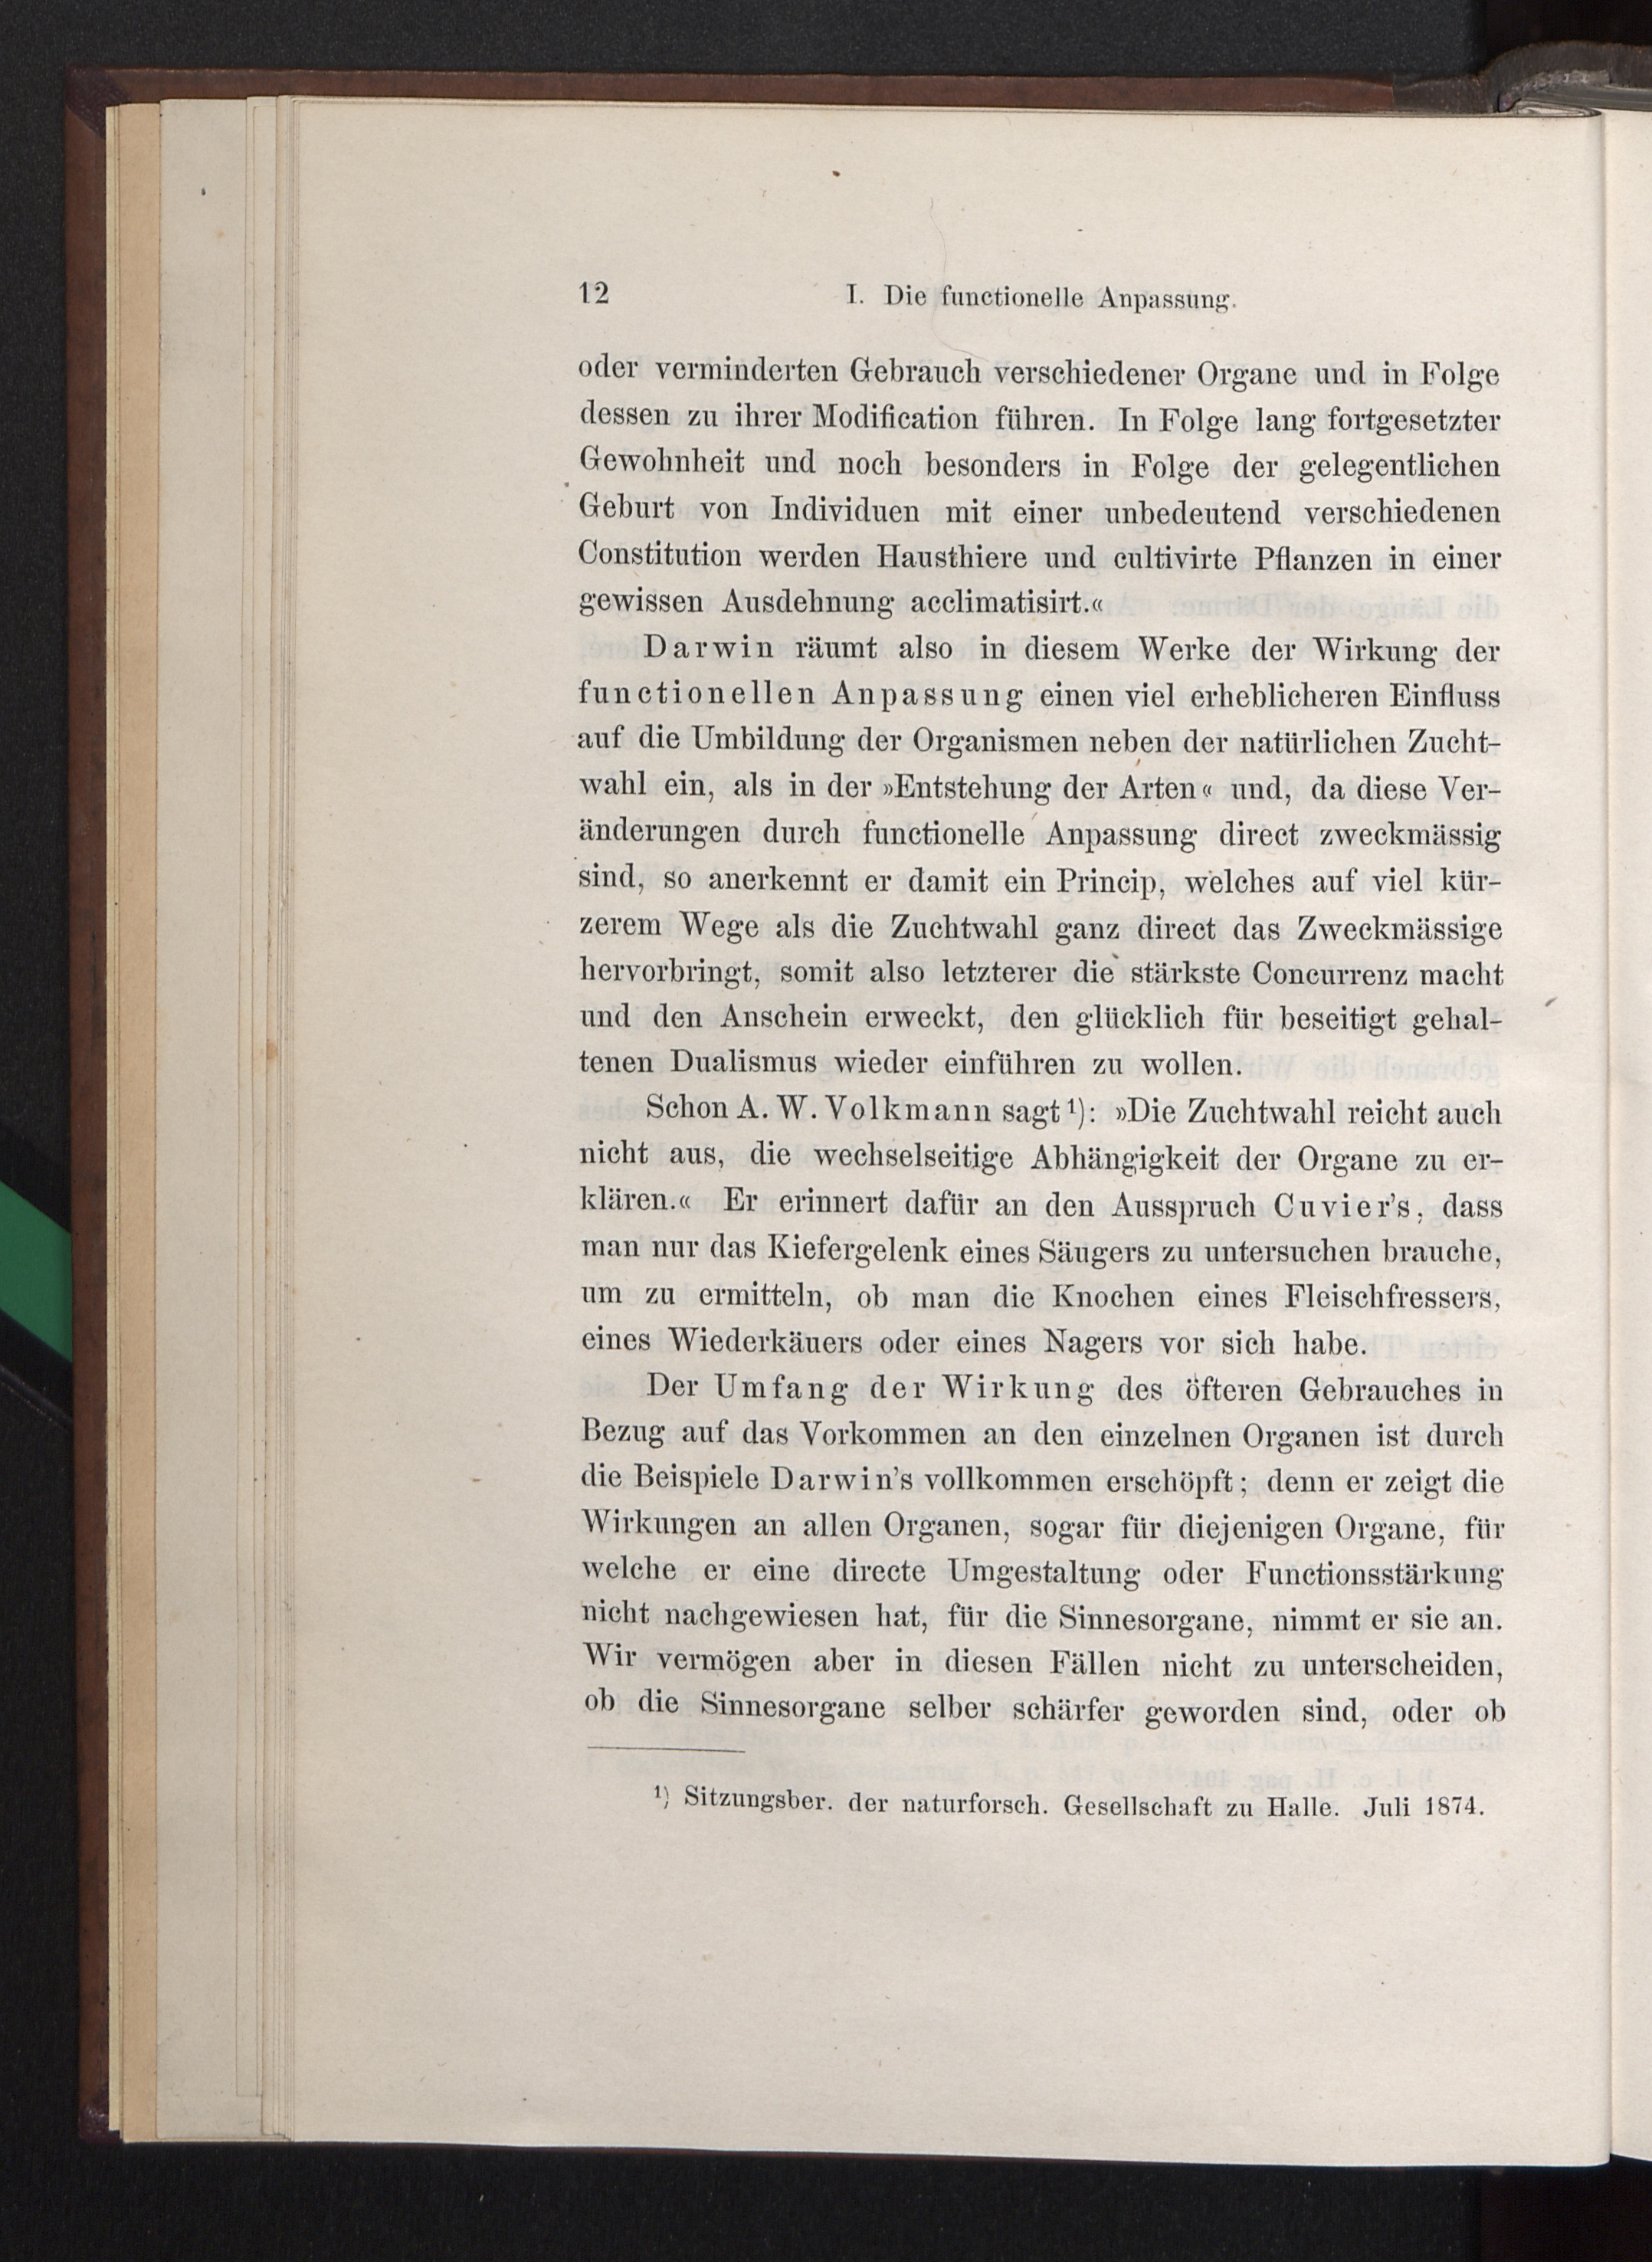 12 I. Die functionelle Anpassung.
oder verminderten Gebrauch verschiedener Organe und in Folge
dessen zu ihrer Modification führen. In Folge lang fortgesetzter
Gewohnheit und noch besonders in Folge der gelegentlichen
Geburt von Individuen mit einer unbedeutend verschiedenen
Constitution werden Hausthiere und cultivirte Pflanzen in einer
gewissen Ausdehnung acclimatisirt.«
Darwin räumt also in diesem Werke der Wirkung der
functionellen Anpassung einen viel erheblicheren Einfluss
auf die Umbildung der Organismen neben der natürlichen Zucht-
wahl ein, als in der »Entstehung der Arten« und, da diese Ver-
änderungen durch functionelle Anpassung direct zweckmässig
sind, so anerkennt er damit ein Princip, welches auf viel kür-
zerem Wege als die Zuchtwahl ganz direct das Zweckmässige
hervorbringt, somit also letzterer die stärkste Concurrenz macht
und den Anschein erweckt, den glücklich für beseitigt gehal-
tenen Dualismus wieder einführen zu wollen.
Schon A. W. Volkmann sagt¹): »Die Zuchtwahl reicht auch
nicht aus, die wechselseitige Abhängigkeit der Organe zu er-
klären.« Er erinnert dafür an den Ausspruch Cuvier's, dass
man nur das Kiefergelenk eines Säugers zu untersuchen brauche,
um zu ermitteln, ob man die Knochen eines Fleischfressers,
eines Wiederkäuers oder eines Nagers vor sich habe.
Der Umfang der Wirkung des öfteren Gebrauches in
Bezug auf das Vorkommen an den einzelnen Organen ist durch
die Beispiele Darwin's vollkommen erschöpft; denn er zeigt die
Wirkungen an allen Organen, sogar für diejenigen Organe, für
welche er eine directe Umgestaltung oder Functionsstärkung
nicht nachgewiesen hat, für die Sinnesorgane, nimmt er sie an.
Wir vermögen aber in diesen Fällen nicht zu unterscheiden,
ob die Sinnesorgane selber schärfer geworden sind, oder ob
¹) Sitzungsber. der naturforsch. Gesellschaft zu Halle. Juli 1874.